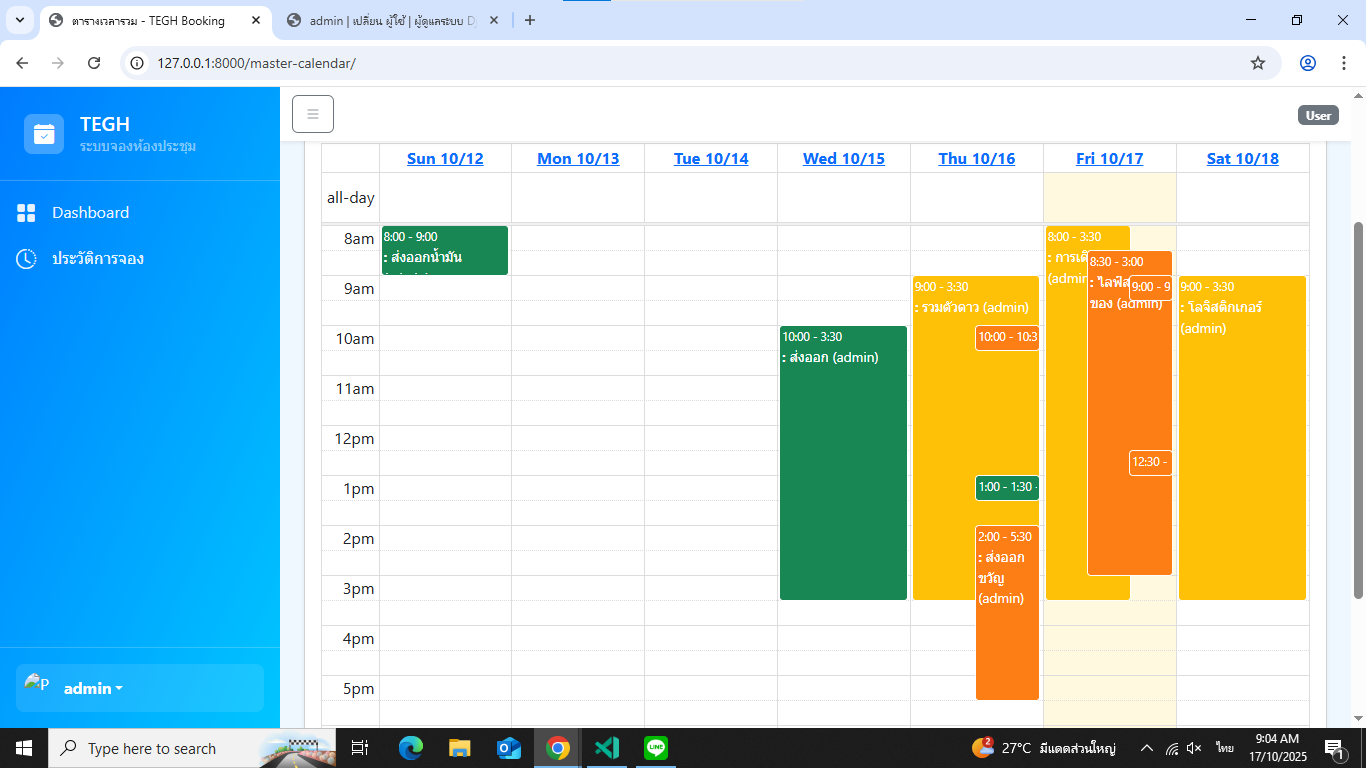 ตารางเวลารวม - TEGH Booking
admin | เปลี่ยน ผู้ใช้ | ผู้ดูแลระบบ D
127.0.0.1:8000/master-calendar/
TEGH
ระบบจองห้องประชุม
User
Dashboard
ประวัติการจอง
admin
Sun 10/12 Mon 10/13 Tue 10/14 Wed 10/15 Thu 10/16 Fri 10/17 Sat 10/18
all-day
8am
9am
10am
11am
12pm
1pm
2pm
3pm
4pm
5pm
8:00 - 9:00
: ส่งออกน้ำมัน
10:00 - 3:30
: ส่งออก (admin)
9:00 - 3:30
: รวมตัวดาว (admin)
10:00 - 10:3
1:00 - 1:30 -
2:00 - 5:30
: ส่งออก
ขวัญ
(admin)
8:00 - 3:30
: การเ
(admin
8:30 - 3:00
: ไลฟ์ส
ของ (admin)
9:00 - 9
12:30 -
9:00 - 3:30
: โลจิสติกเกอร์
(admin)
Type here to search
2
27°C มีแดดส่วนใหญ่
ไทย
9:04 AM
17/10/2025
1